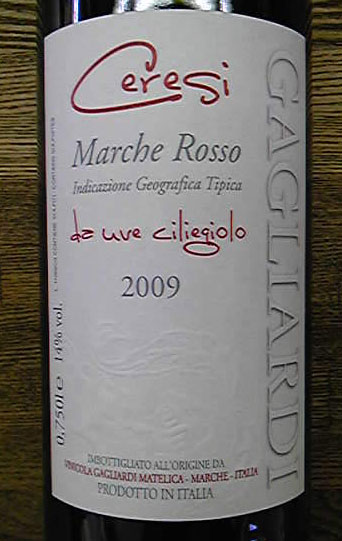 Ceresi
Marche Rosso
Indicazione Geografica Tipica
da uve ciliegiolo
2009
IMBOTTIGLIATO ALL'ORIGINE DA
VINICOLA GAGLIARDI MATELICA - MARCHE - ITALIA
PRODOTTO IN ITALIA
GAGLIARDI
0,750l e 14% vol.